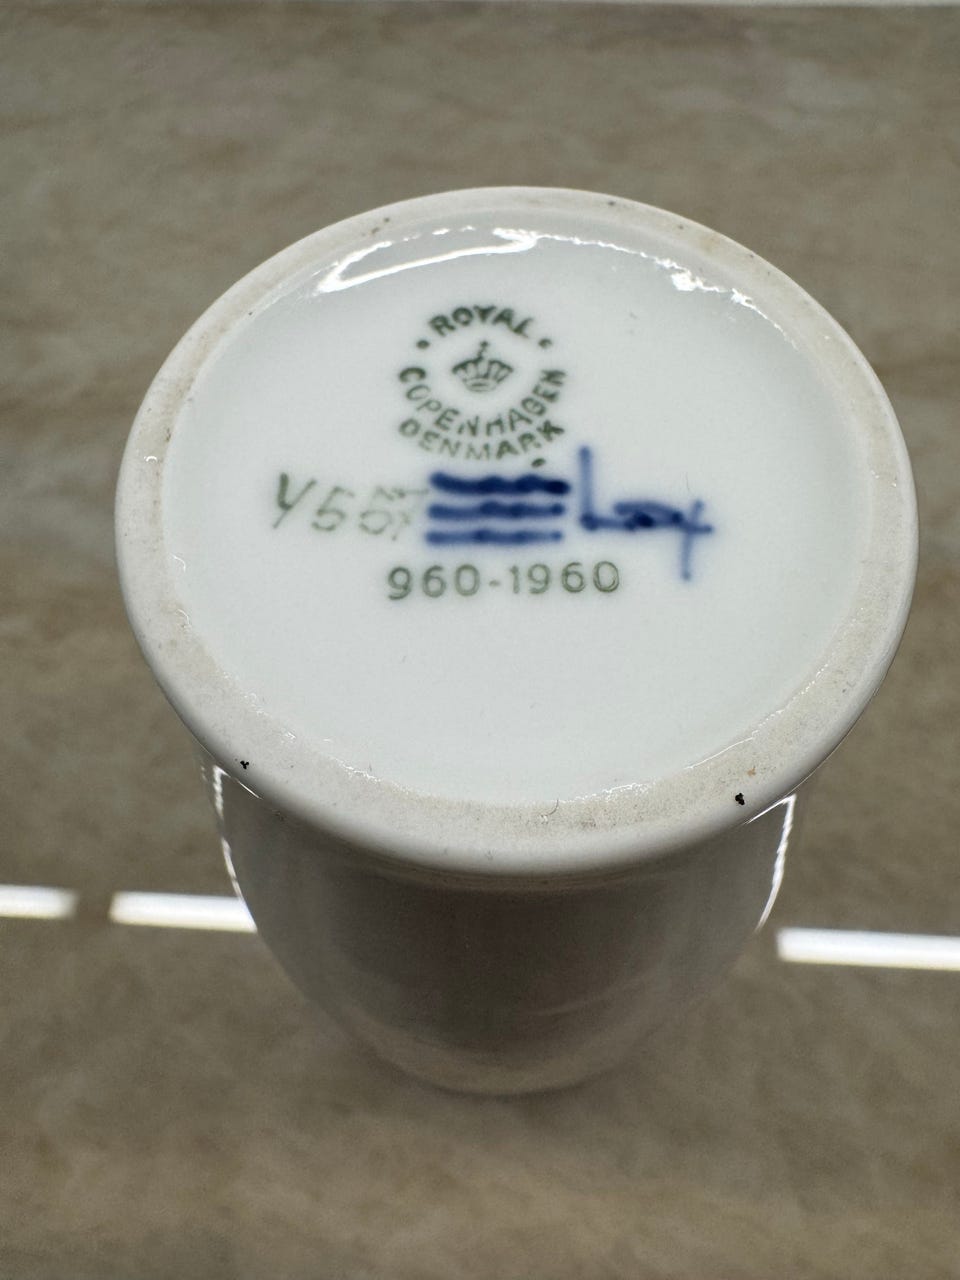 ROYAL
COPENHAGEN
DENMARK
960-1960